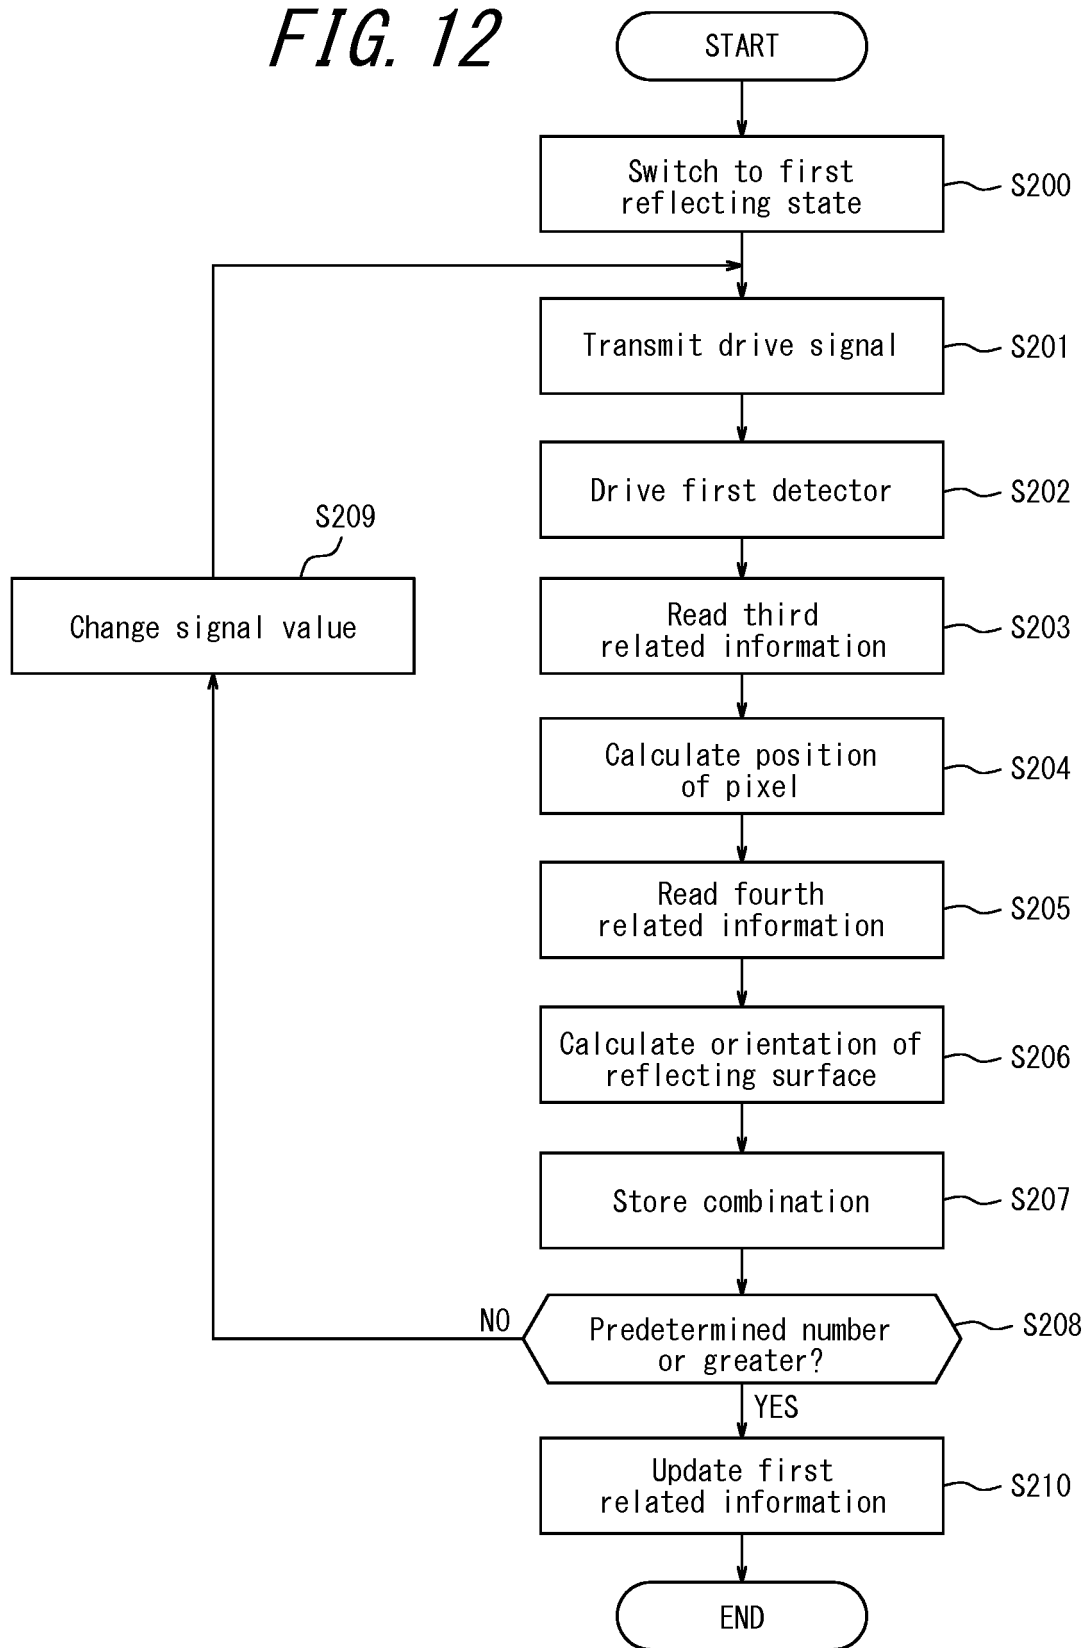 FIG. 12
START
Switch to first
reflecting state
S200
Transmit drive signal
S201
Drive first detector
S202
S209
Change signal value
Read third
related information
S203
Calculate position
of pixel
S204
Read fourth
related information
S205
Calculate orientation of
reflecting surface
S206
Store combination
S207
NO
Predetermined number
or greater?
S208
YES
Update first
related information
S210
END